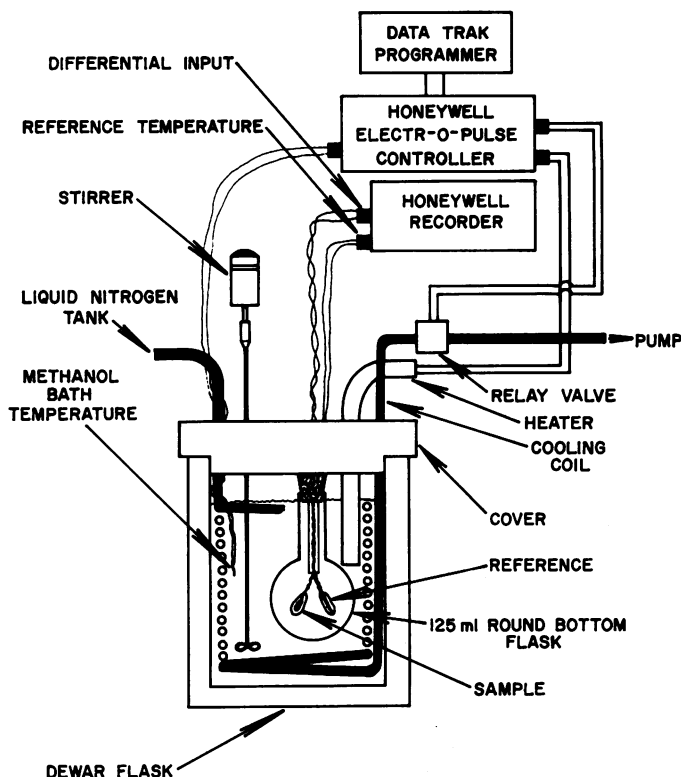 DATA TRAK
PROGRAMMER
DIFFERENTIAL INPUT
HONEYWELL
ELECTR-O-PULSE
CONTROLLER
REFERENCE TEMPERATURE
HONEYWELL
RECORDER
STIRRER
LIQUID NITROGEN
TANK
PUMP
METHANOL
BATH
TEMPERATURE
RELAY VALVE
HEATER
COOLING
COIL
COVER
REFERENCE
125 ml ROUND BOTTOM
FLASK
SAMPLE
DEWAR FLASK